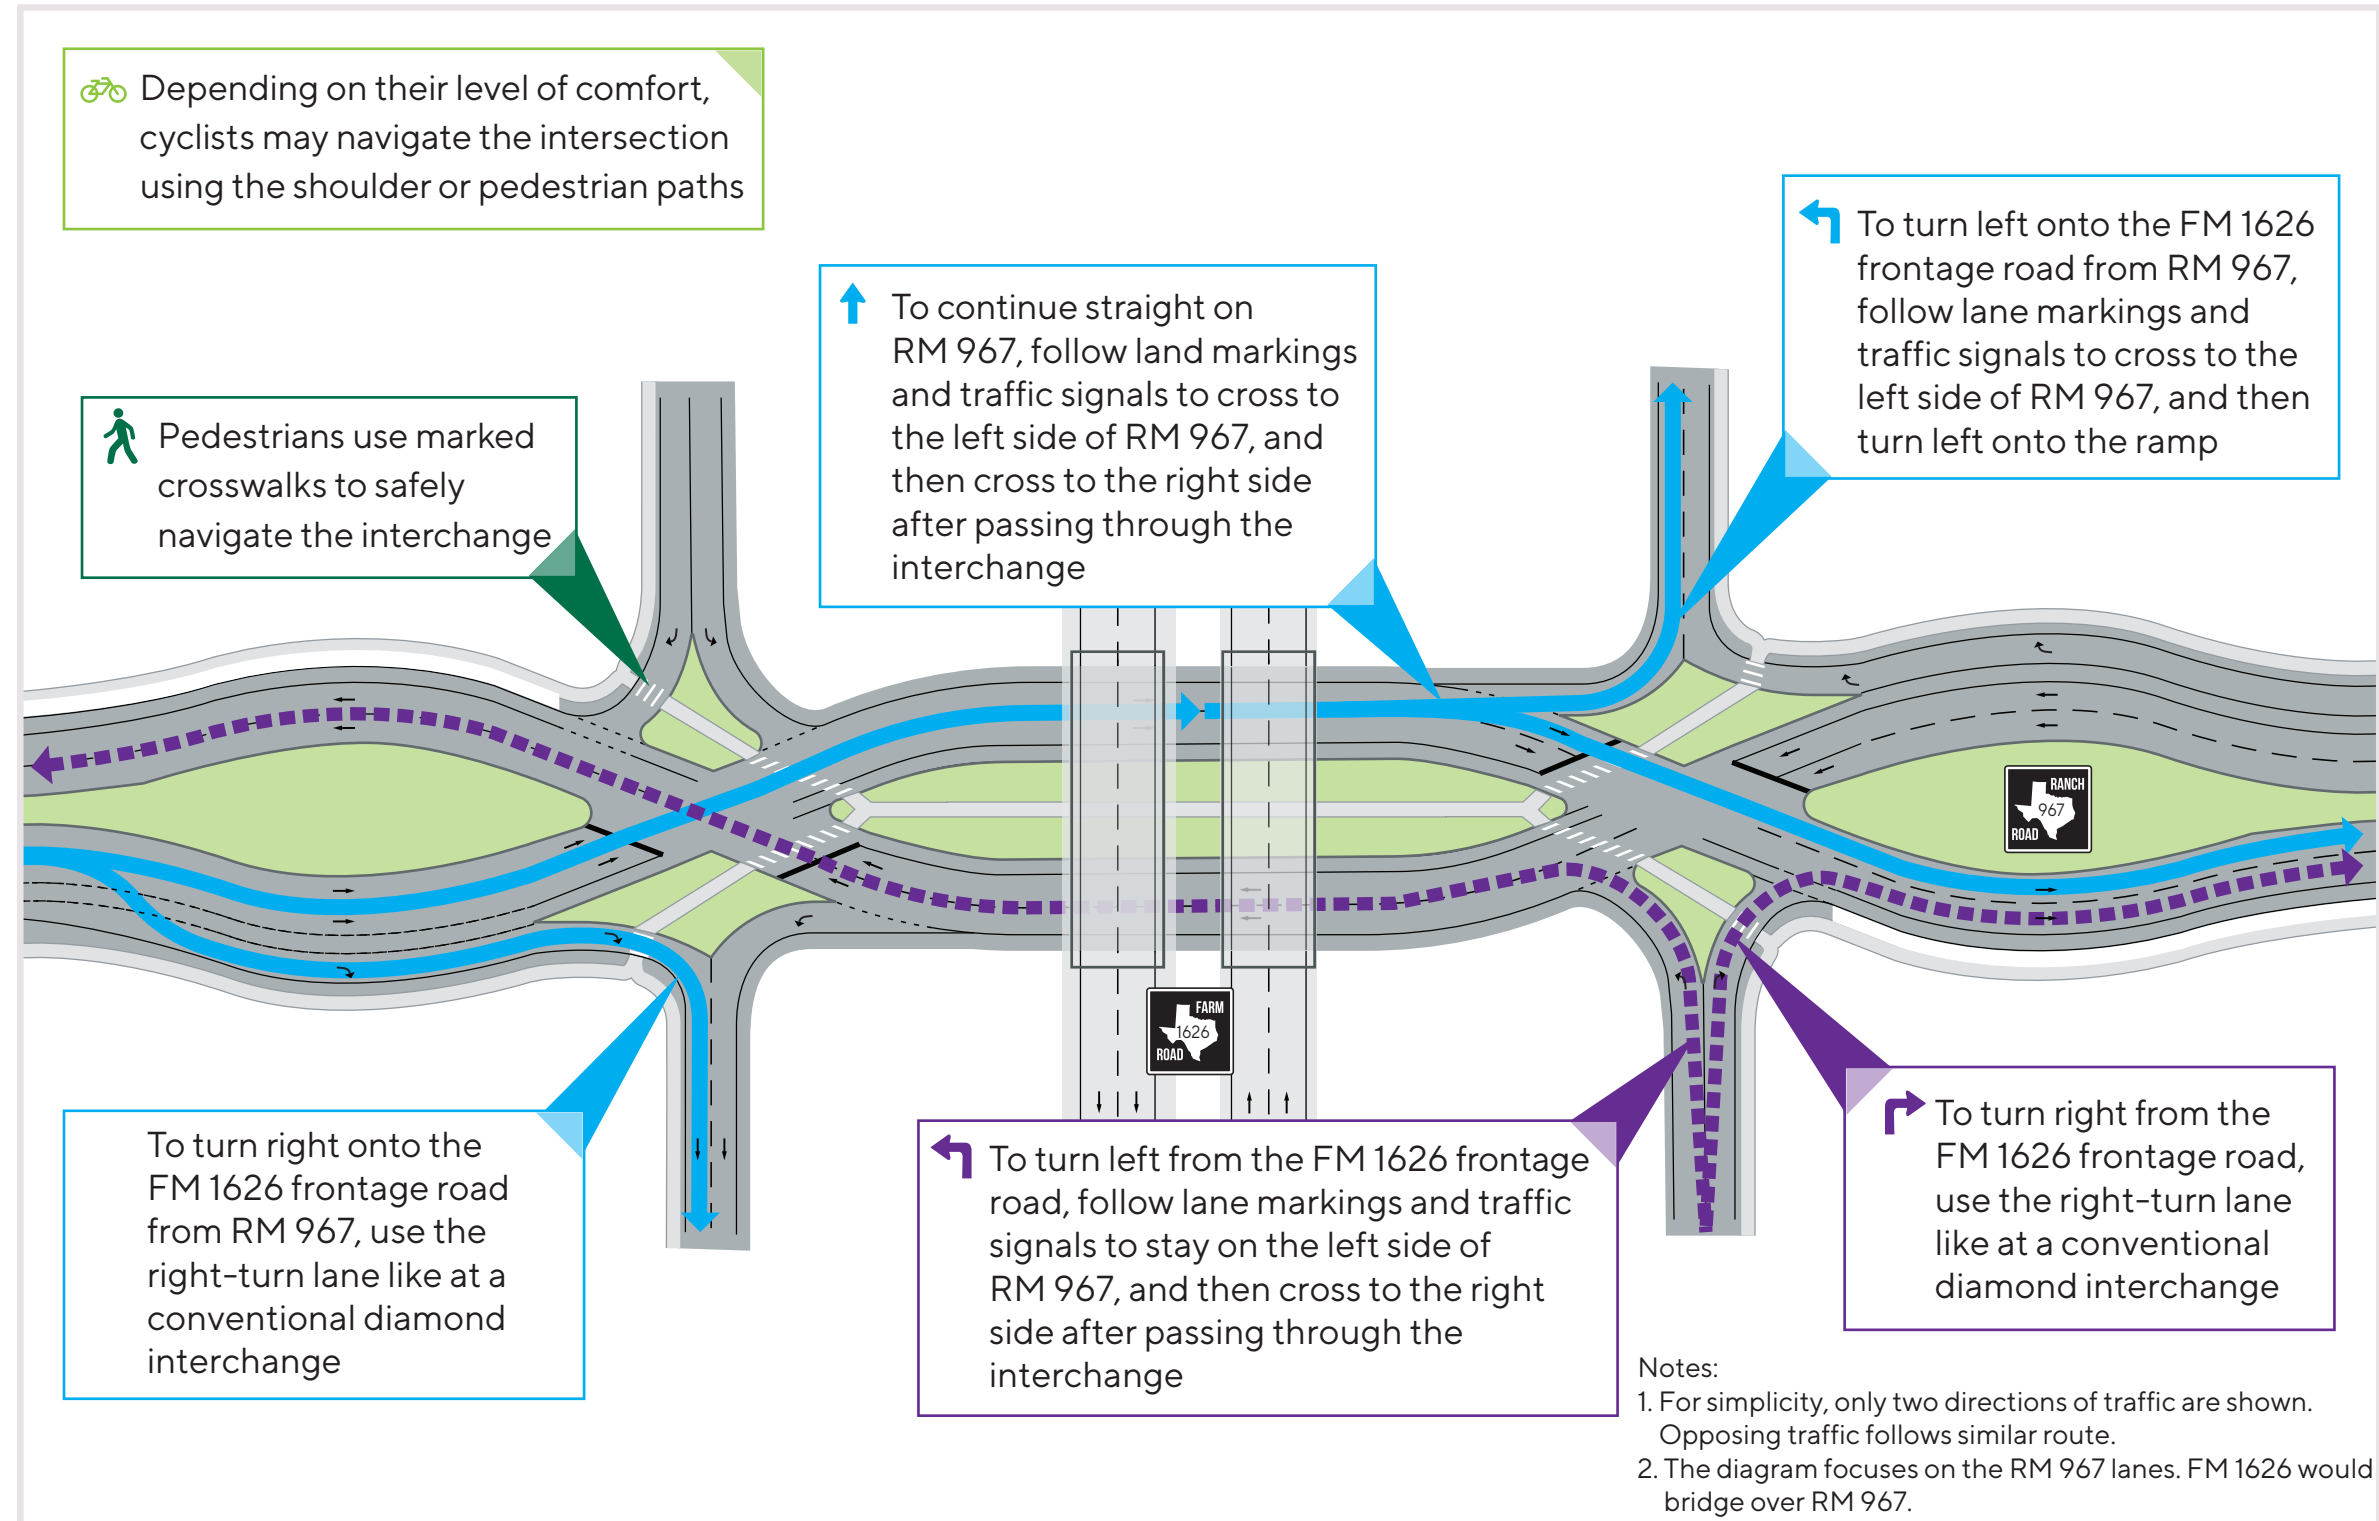 Depending on their level of comfort,
cyclists may navigate the intersection
using the shoulder or pedestrian paths
To turn left onto the FM 1626
frontage road from RM 967,
follow lane markings and
traffic signals to cross to the
left side of RM 967, and then
turn left onto the ramp
To continue straight on
RM 967, follow land markings
and traffic signals to cross to
the left side of RM 967, and
then cross to the right side
after passing through the
interchange
Pedestrians use marked
crosswalks to safely
navigate the interchange
RANCH
967
ROAD
FARM
1626
ROAD
To turn right onto the
FM 1626 frontage road
from RM 967, use the
right-turn lane like at a
conventional diamond
interchange
To turn left from the FM 1626 frontage
road, follow lane markings and traffic
signals to stay on the left side of
RM 967, and then cross to the right
side after passing through the
interchange
To turn right from the
FM 1626 frontage road,
use the right-turn lane
like at a conventional
diamond interchange
Notes:
1. For simplicity, only two directions of traffic are shown.
Opposing traffic follows similar route.
2. The diagram focuses on the RM 967 lanes. FM 1626 would
bridge over RM 967.